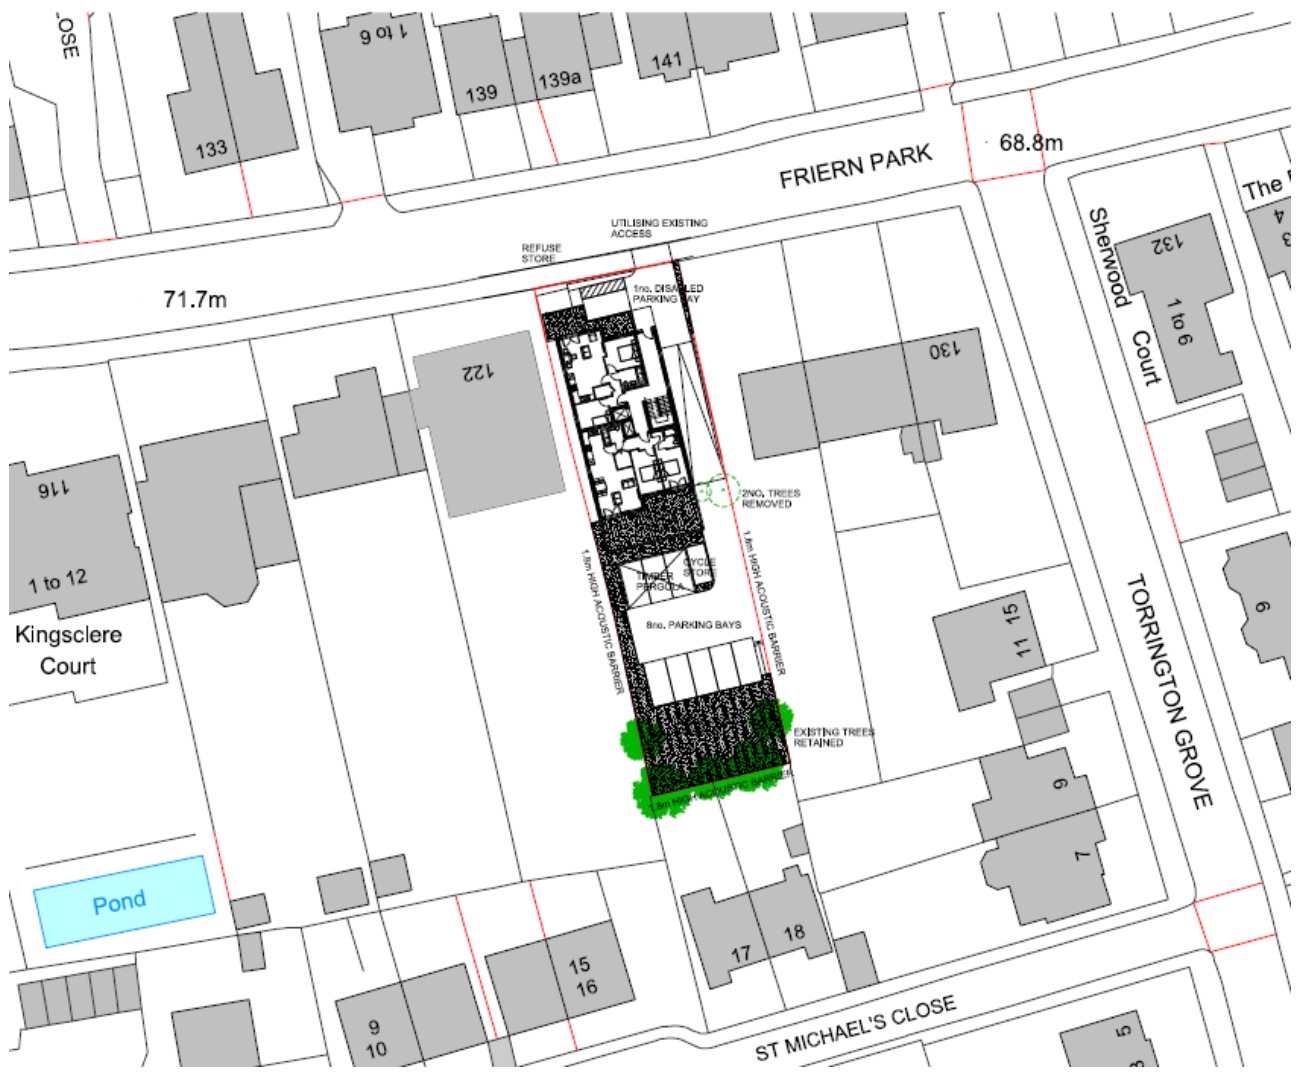 LOSE
1 to 6
133
139
139a
141
FRIERN PARK
68.8m
The
4
3
UTILISING EXISTING
ACCESS
REFUSE
STORE
1no. DISABLED
PARKING BAY
71.7m
Sherwood
Court
132
1 to 6
122
130
116
1 to 12
Kingsclere
Court
2NO. TREES
REMOVED
1.8m HIGH ACOUSTIC BARRIER
1.6m HIGH ACOUSTIC BARRIER
CYCLE
STORE
TIMBER
PERGOLA
8no. PARKING BAYS
11 15
9
TORRINGTON GROVE
EXISTING TREES
RETAINED
1.8m HIGH ACOUSTIC BARRIER
9
7
Pond
17
18
15
16
9
10
ST MICHAEL'S CLOSE
5